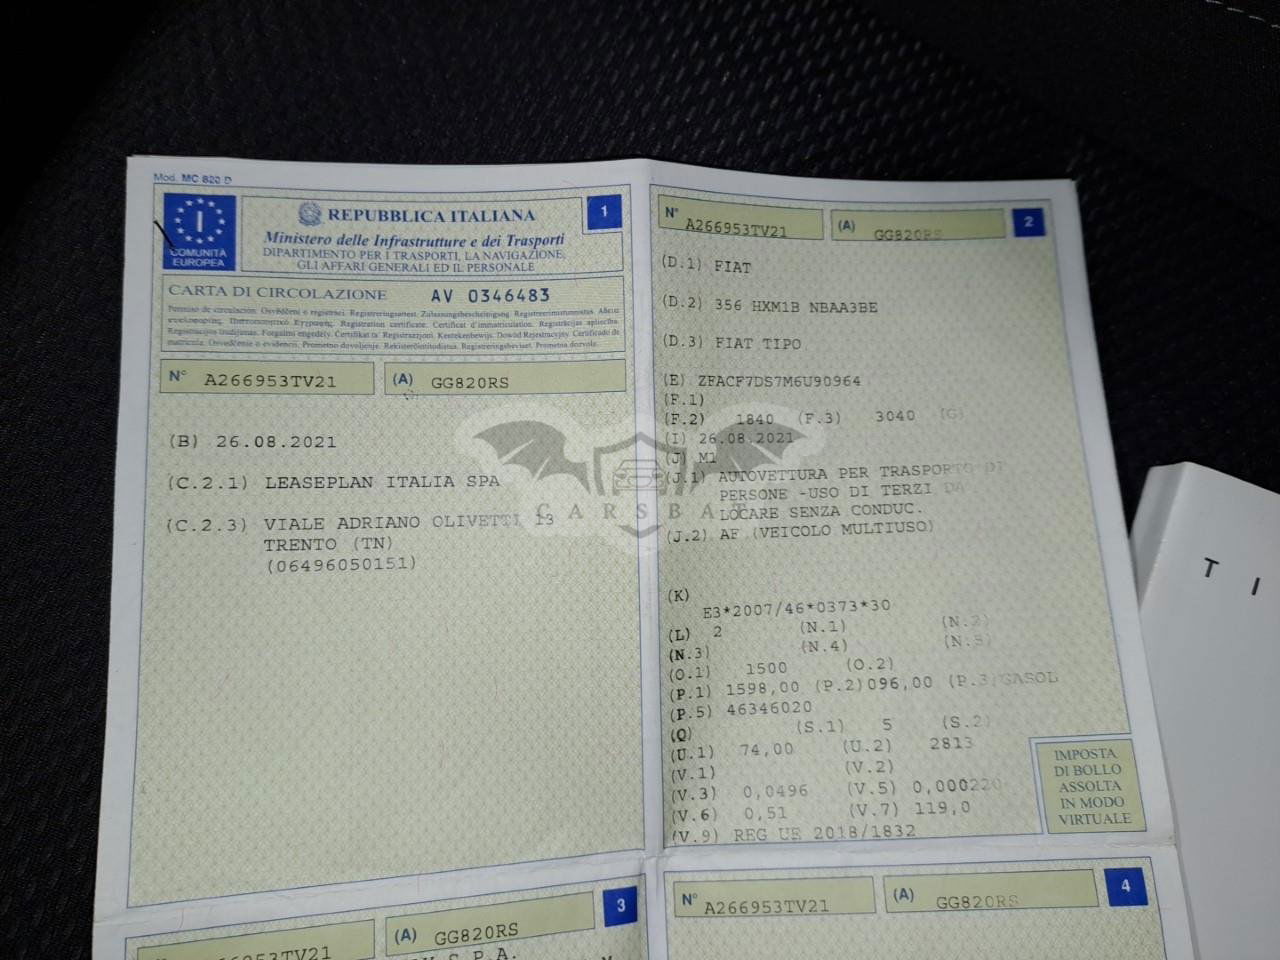 Mod. MC 820 D
I
COMUNITÀ
EUROPEA
REPUBBLICA ITALIANA
1
Ministero delle Infrastrutture e dei Trasporti
DIPARTIMENTO PER I TRASPORTI, LA NAVIGAZIONE,
GLI AFFARI GENERALI ED IL PERSONALE
CARTA DI CIRCOLAZIONE AV 0346483
N° A266953TV21 (A) GG820RS
(B) 26.08.2021
(C.2.1) LEASEPLAN ITALIA SPA
(C.2.3) VIALE ADRIANO OLIVETTI 13
TRENTO (TN)
(06496050151)
N° A266953TV21 (A) GG820RS 2
(D.1) FIAT
(D.2) 356 HXM1B NBAA3BE
(D.3) FIAT TIPO
(E) ZFACF7DS7M6U90964
(F.1)
(F.2) 1840 (F.3) 3040 (G)
(I) 26.08.2021
(J) M1
(J.1) AUTOVETTURA PER TRASPORTO DI
PERSONE -USO DI TERZI DA
LOCARE SENZA CONDUC.
(J.2) AF (VEICOLO MULTIUSO)
(K)
E3*2007/46*0373*30
(L) 2 (N.1) (N.2)
(N.3) (N.4) (N.5)
(O.1) 1500 (O.2)
(P.1) 1598,00 (P.2)096,00 (P.3)GASOL
(P.5) 46346020
(Q) (S.1) 5 (S.2)
(U.1) 74,00 (U.2) 2813
(V.1) (V.2)
(V.3) 0,0496 (V.5) 0,000220
(V.6) 0,51 (V.7) 119,0
(V.9) REG UE 2018/1832
IMPOSTA
DI BOLLO
ASSOLTA
IN MODO
VIRTUALE
CARSBAT
T I
(A) GG820RS 3
N° A266953TV21 (A) GG820RS 4